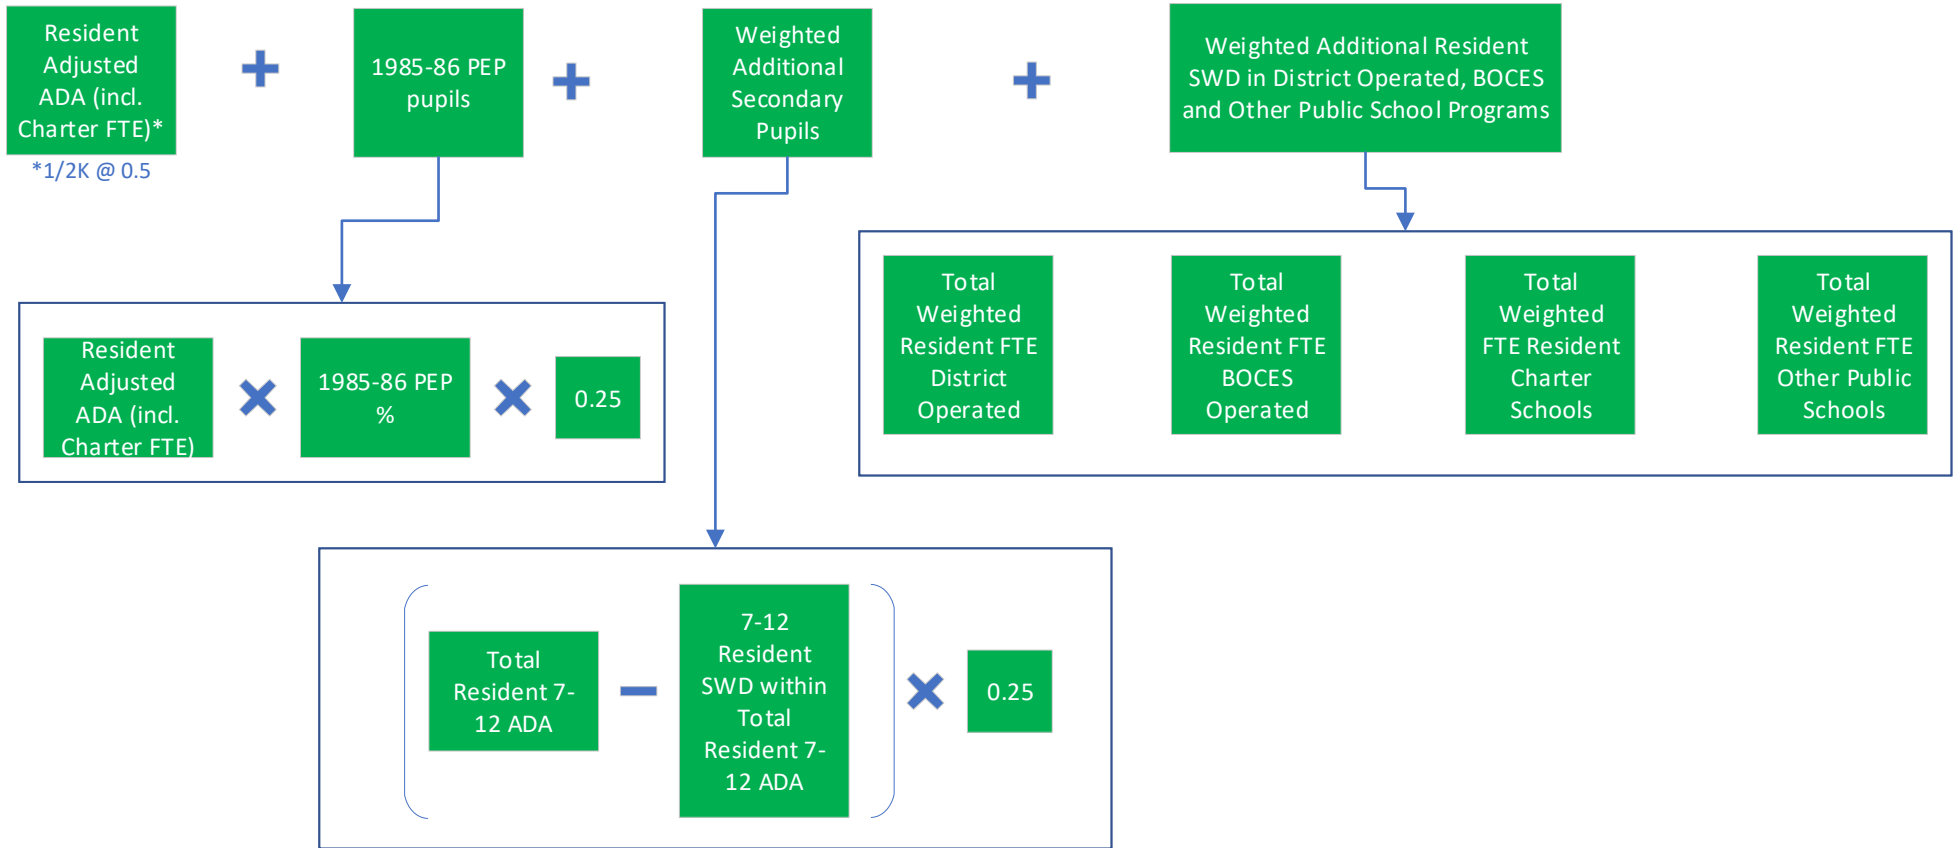 Resident
Adjusted
ADA (incl.
Charter FTE)*
*1/2K @ 0.5
1985-86 PEP
pupils
Weighted
Additional
Secondary
Pupils
Weighted Additional Resident
SWD in District Operated, BOCES
and Other Public School Programs
Resident
Adjusted
ADA (incl.
Charter FTE)
1985-86 PEP
%
0.25
Total
Weighted
Resident FTE
District
Operated
Total
Weighted
Resident FTE
BOCES
Operated
Total
Weighted
FTE Resident
Charter
Schools
Total
Weighted
Resident FTE
Other Public
Schools
Total
Resident 7-
12 ADA
7-12
Resident
SWD within
Total
Resident 7-
12 ADA
0.25